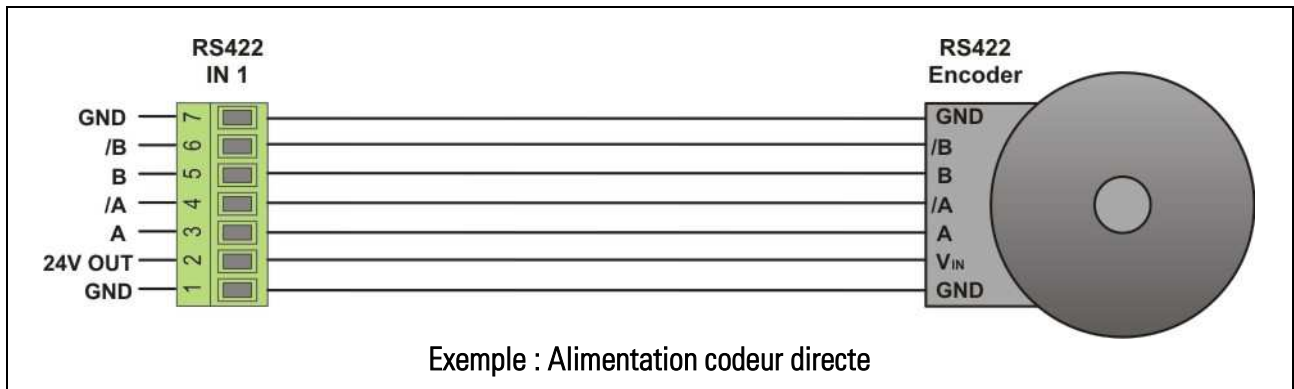 RS422
IN 1
RS422
Encoder
GND 7 GND
/B 6 /B
B 5 B
/A 4 /A
A 3 A
24V OUT 2 VIN
GND 1 GND
Exemple : Alimentation codeur directe